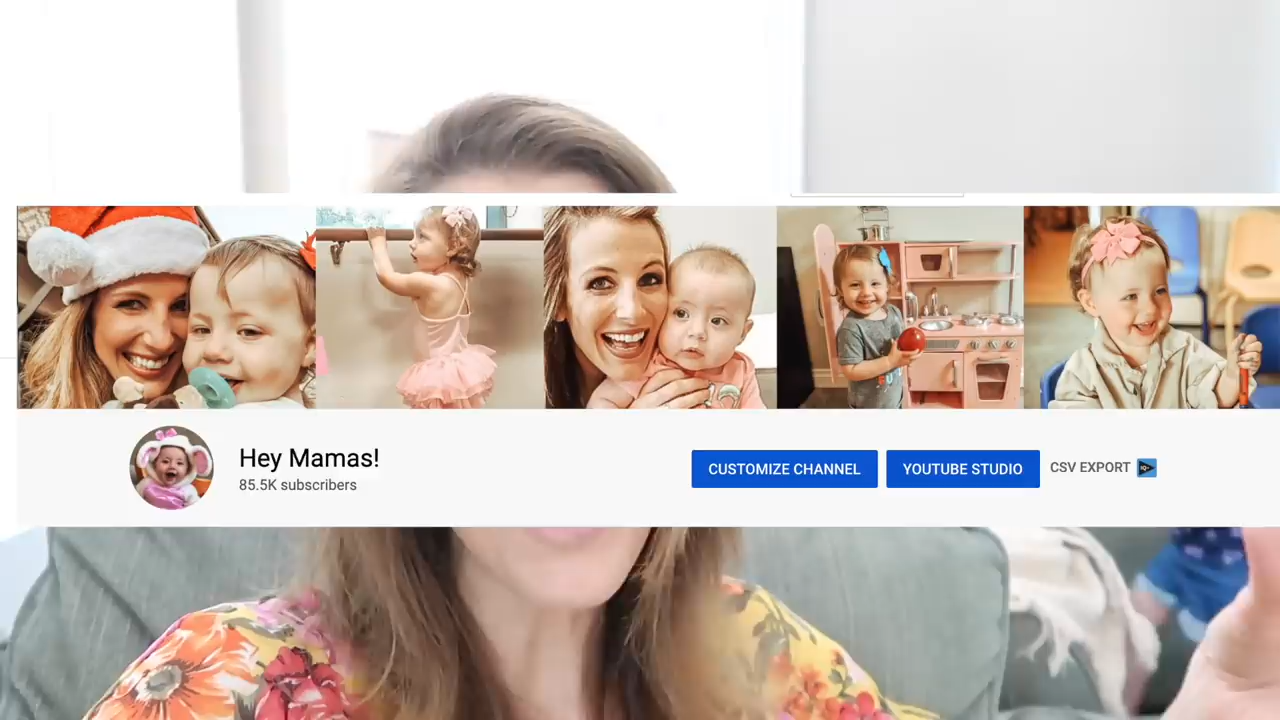 Hey Mamas!
85.5K subscribers
CUSTOMIZE CHANNEL
YOUTUBE STUDIO
CSV EXPORT